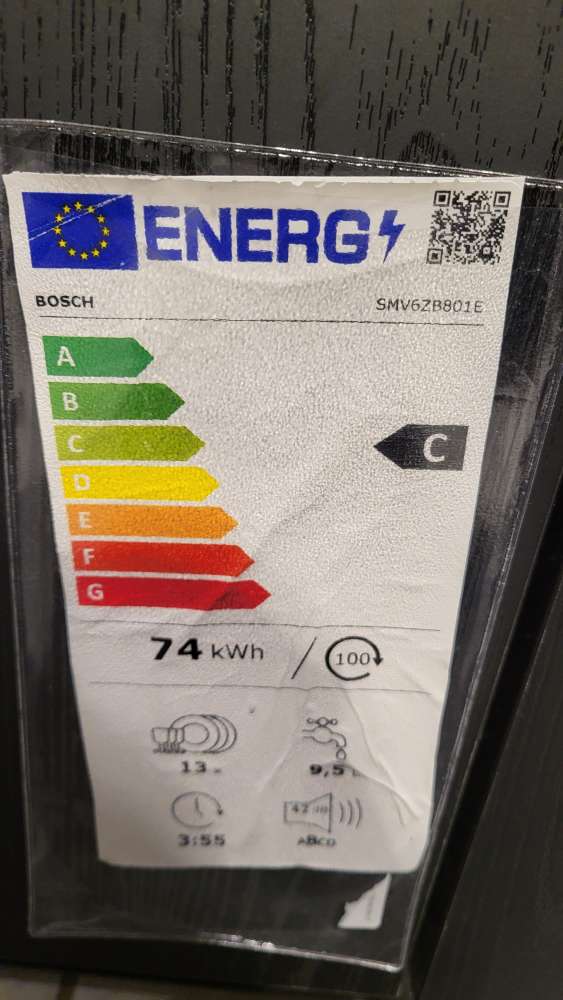 ENERG
BOSCH SMV6ZB801E
A
B
C
C
D
E
F
G
74 kWh / 100
13 9,5
42 dB
3:55 ABCD